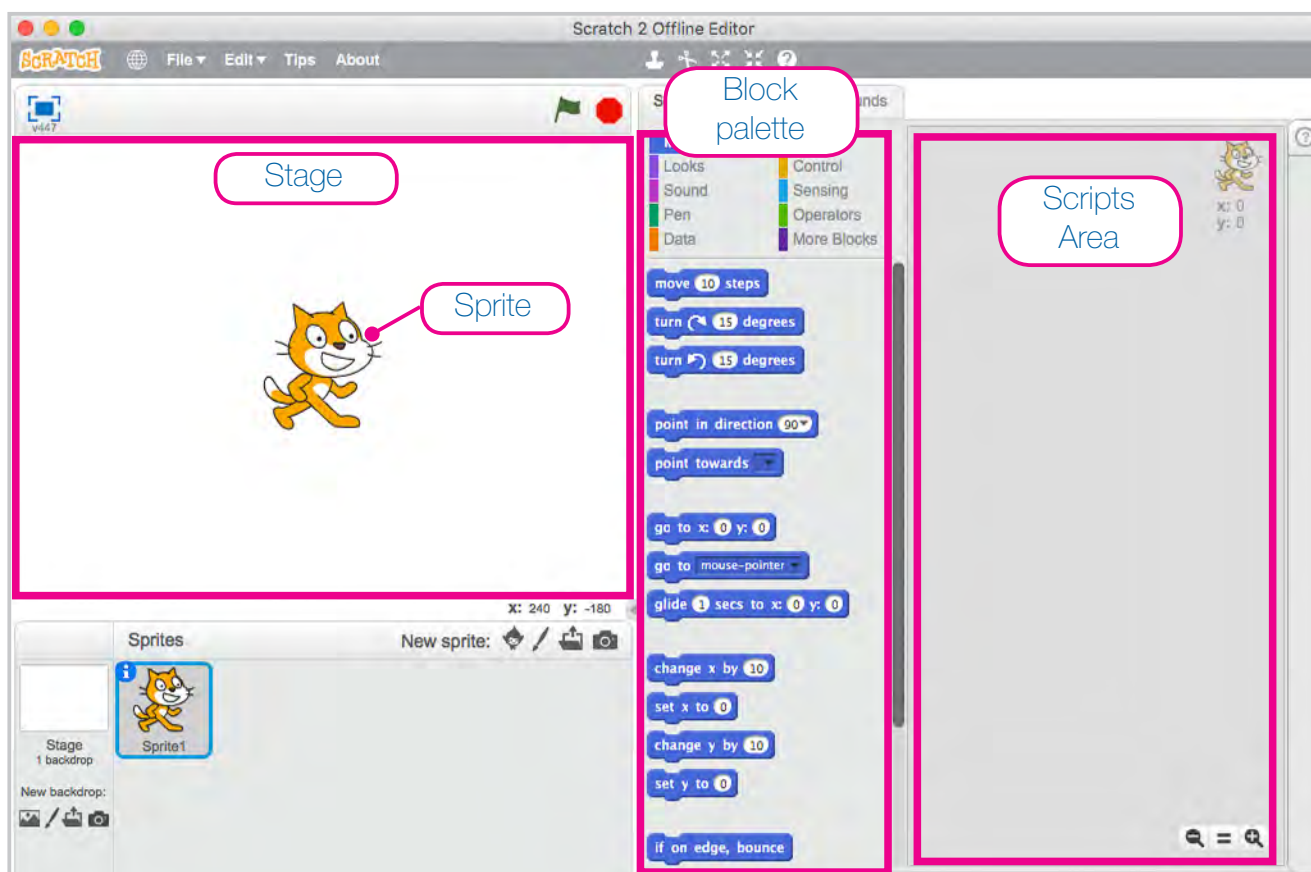 Scratch 2 Offline Editor
SCRATCH File Edit Tips About
v447
Stage
Sprite
x: 240 y: -180
Sprites New sprite:
Sprite1
Stage
1 backdrop
New backdrop:
Block
palette
Looks Control
Sound Sensing
Pen Operators
Data More Blocks
move 10 steps
turn 15 degrees
turn 15 degrees
point in direction 90
point towards
go to x: 0 y: 0
go to mouse-pointer
glide 1 secs to x: 0 y: 0
change x by 10
set x to 0
change y by 10
set y to 0
if on edge, bounce
Scripts
Area
x: 0
y: 0